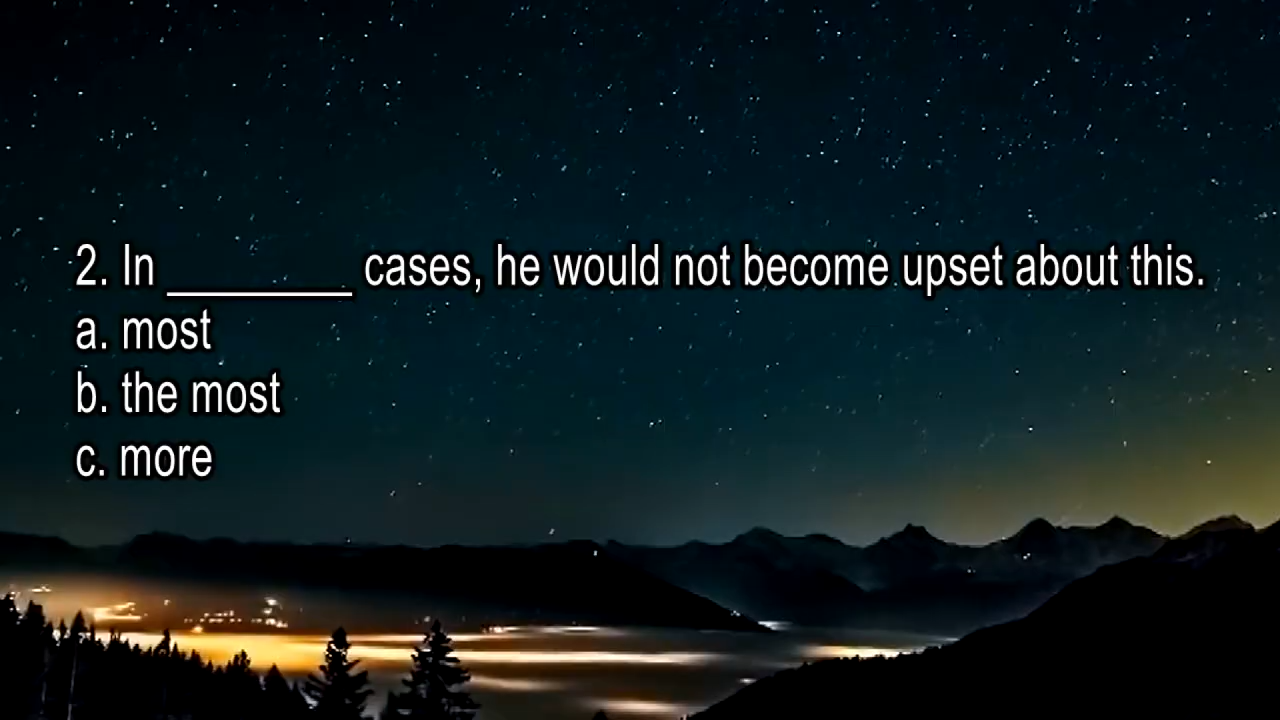 2. In ________ cases, he would not become upset about this.
a. most
b. the most
c. more